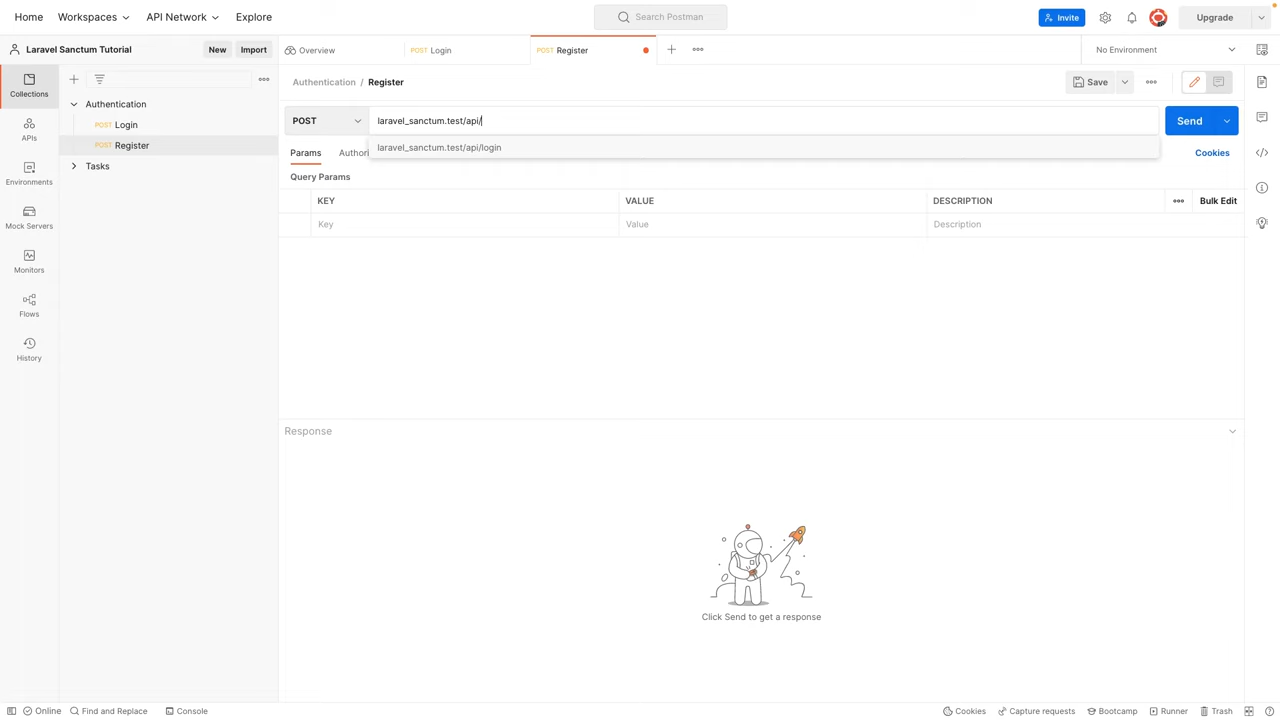 Home Workspaces API Network Explore Search Postman Invite Upgrade
Laravel Sanctum Tutorial New Import Overview POST Login POST Register No Environment
Collections
APIs
Environments
Mock Servers
Monitors
Flows
History
Authentication
POST Login
POST Register
Tasks
Authentication / Register Save
POST laravel_sanctum.test/api/ Send
laravel_sanctum.test/api/login
Params Authori Cookies
Query Params
KEY VALUE DESCRIPTION Bulk Edit
Key Value Description
Response
Click Send to get a response
Online Find and Replace Console Cookies Capture requests Bootcamp Runner Trash